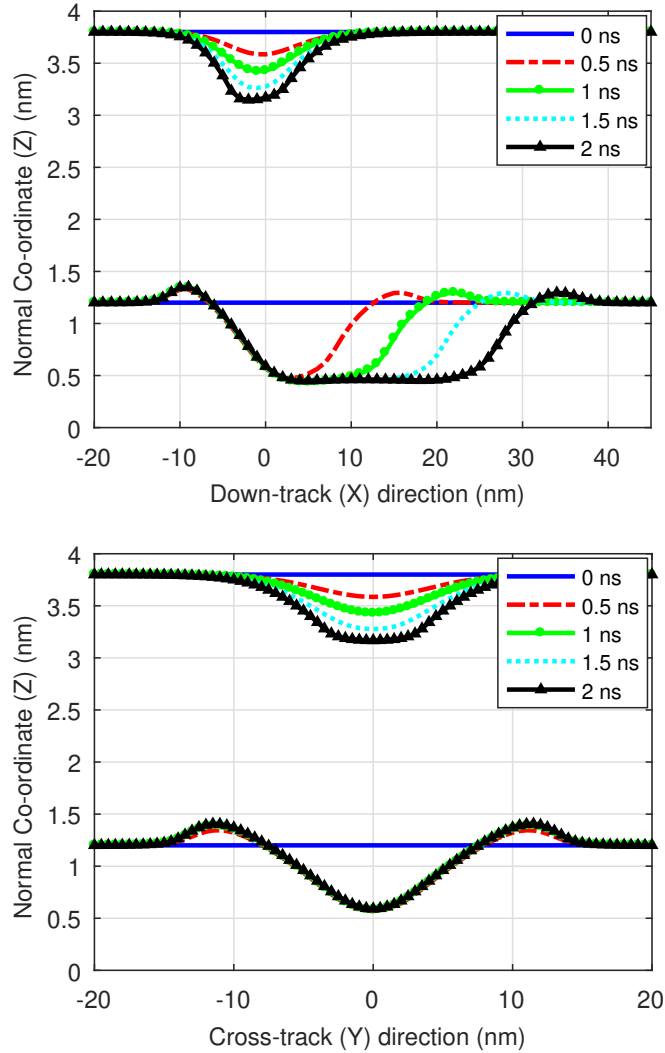 4
3.5
3
2.5
2
1.5
1
0.5
0
Normal Co-ordinate (Z) (nm)
0 ns
0.5 ns
1 ns
1.5 ns
2 ns
-20
-10
0
10
20
30
40
Down-track (X) direction (nm)
4
3.5
3
2.5
2
1.5
1
0.5
0
Normal Co-ordinate (Z) (nm)
0 ns
0.5 ns
1 ns
1.5 ns
2 ns
-20
-10
0
10
20
Cross-track (Y) direction (nm)